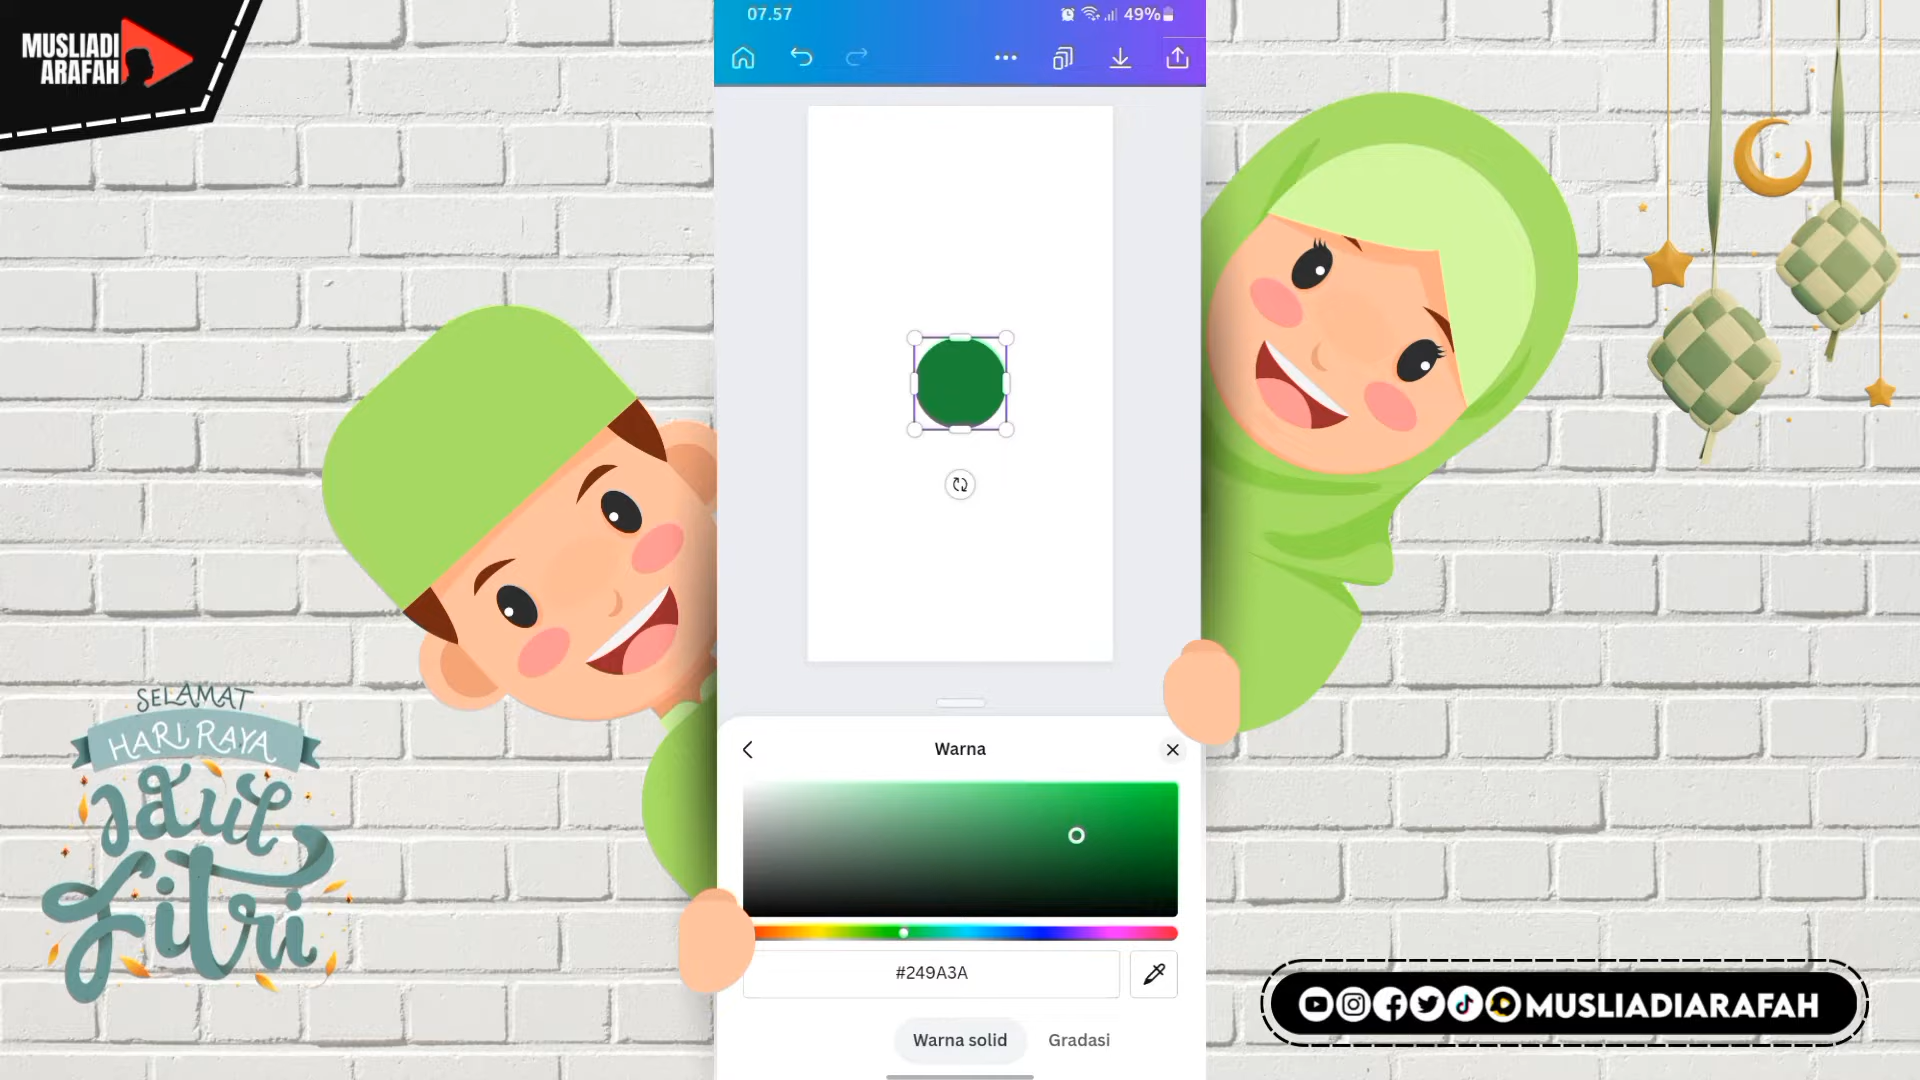 MUSLIADI
ARAFAH
07.57
49%
SELAMAT
HARI RAYA
Idul
Fitri
Warna
#249A3A
Warna solid
Gradasi
MUSLIADIARAFAH